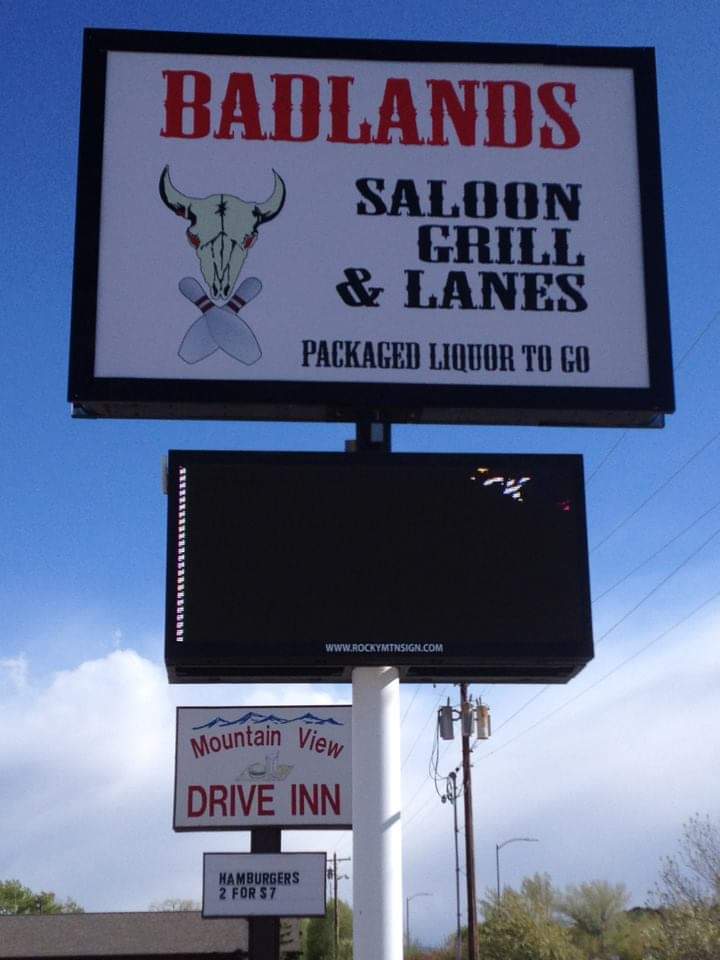 BADLANDS
SALOON
GRILL
& LANES
PACKAGED LIQUOR TO GO
WWW.ROCKYMTNSIGN.COM
Mountain View
DRIVE INN
HAMBURGERS
2 FOR $7